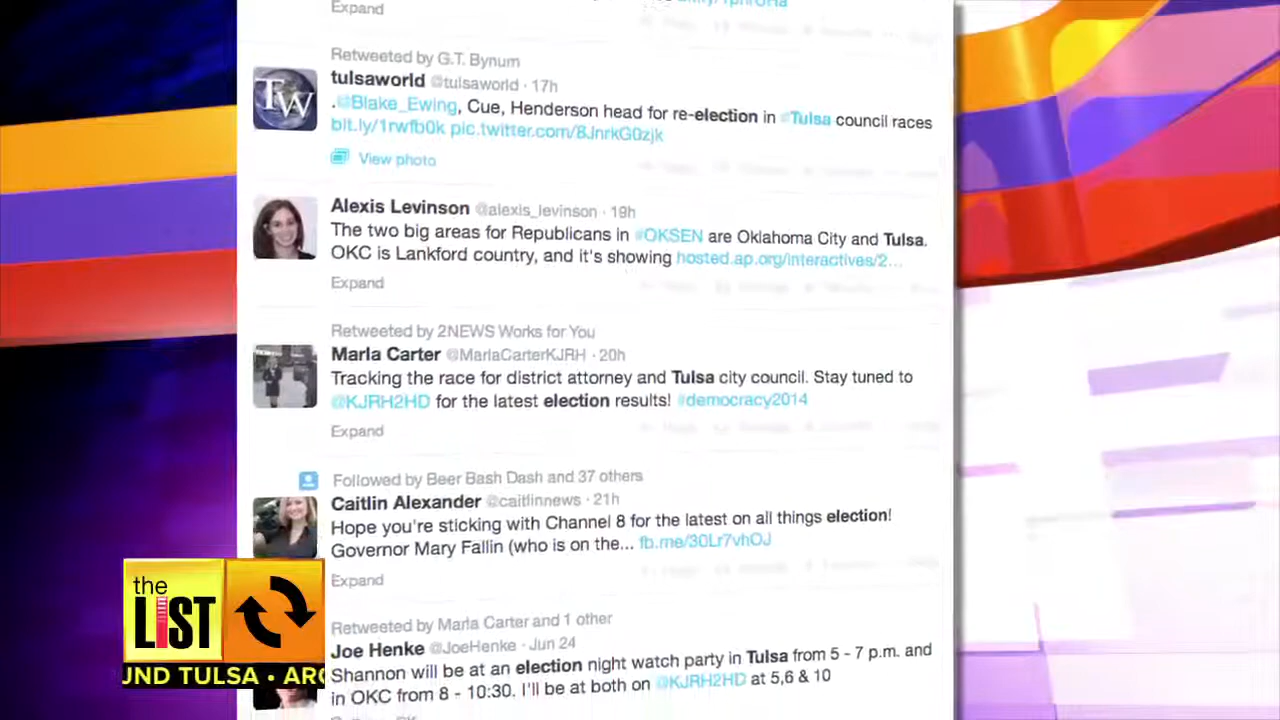 Expand
Retweeted by G.T. Bynum
tulsaworld @tulsaworld · 17h
.@Blake_Ewing, Cue, Henderson head for re-election in #Tulsa council races
bit.ly/1rwfb0k pic.twitter.com/8JnrkG0zjk
View photo
Alexis Levinson @alexis_levinson · 19h
The two big areas for Republicans in #OKSEN are Oklahoma City and Tulsa.
OKC is Lankford country, and it's showing hosted.ap.org/interactives/2...
Expand
Retweeted by 2NEWS Works for You
Marla Carter @MarlaCarterKJRH · 20h
Tracking the race for district attorney and Tulsa city council. Stay tuned to
@KJRH2HD for the latest election results! #democracy2014
Expand
Followed by Beer Bash Dash and 37 others
Caitlin Alexander @caitlinnews · 21h
Hope you're sticking with Channel 8 for the latest on all things election!
Governor Mary Fallin (who is on the... fb.me/30Lr7vhOJ
Expand
Retweeted by Marla Carter and 1 other
Joe Henke @JoeHenke · Jun 24
Shannon will be at an election night watch party in Tulsa from 5 - 7 p.m. and
in OKC from 8 - 10:30. I'll be at both on @KJRH2HD at 5,6 & 10
TW
the
LIST
UND TULSA · ARO